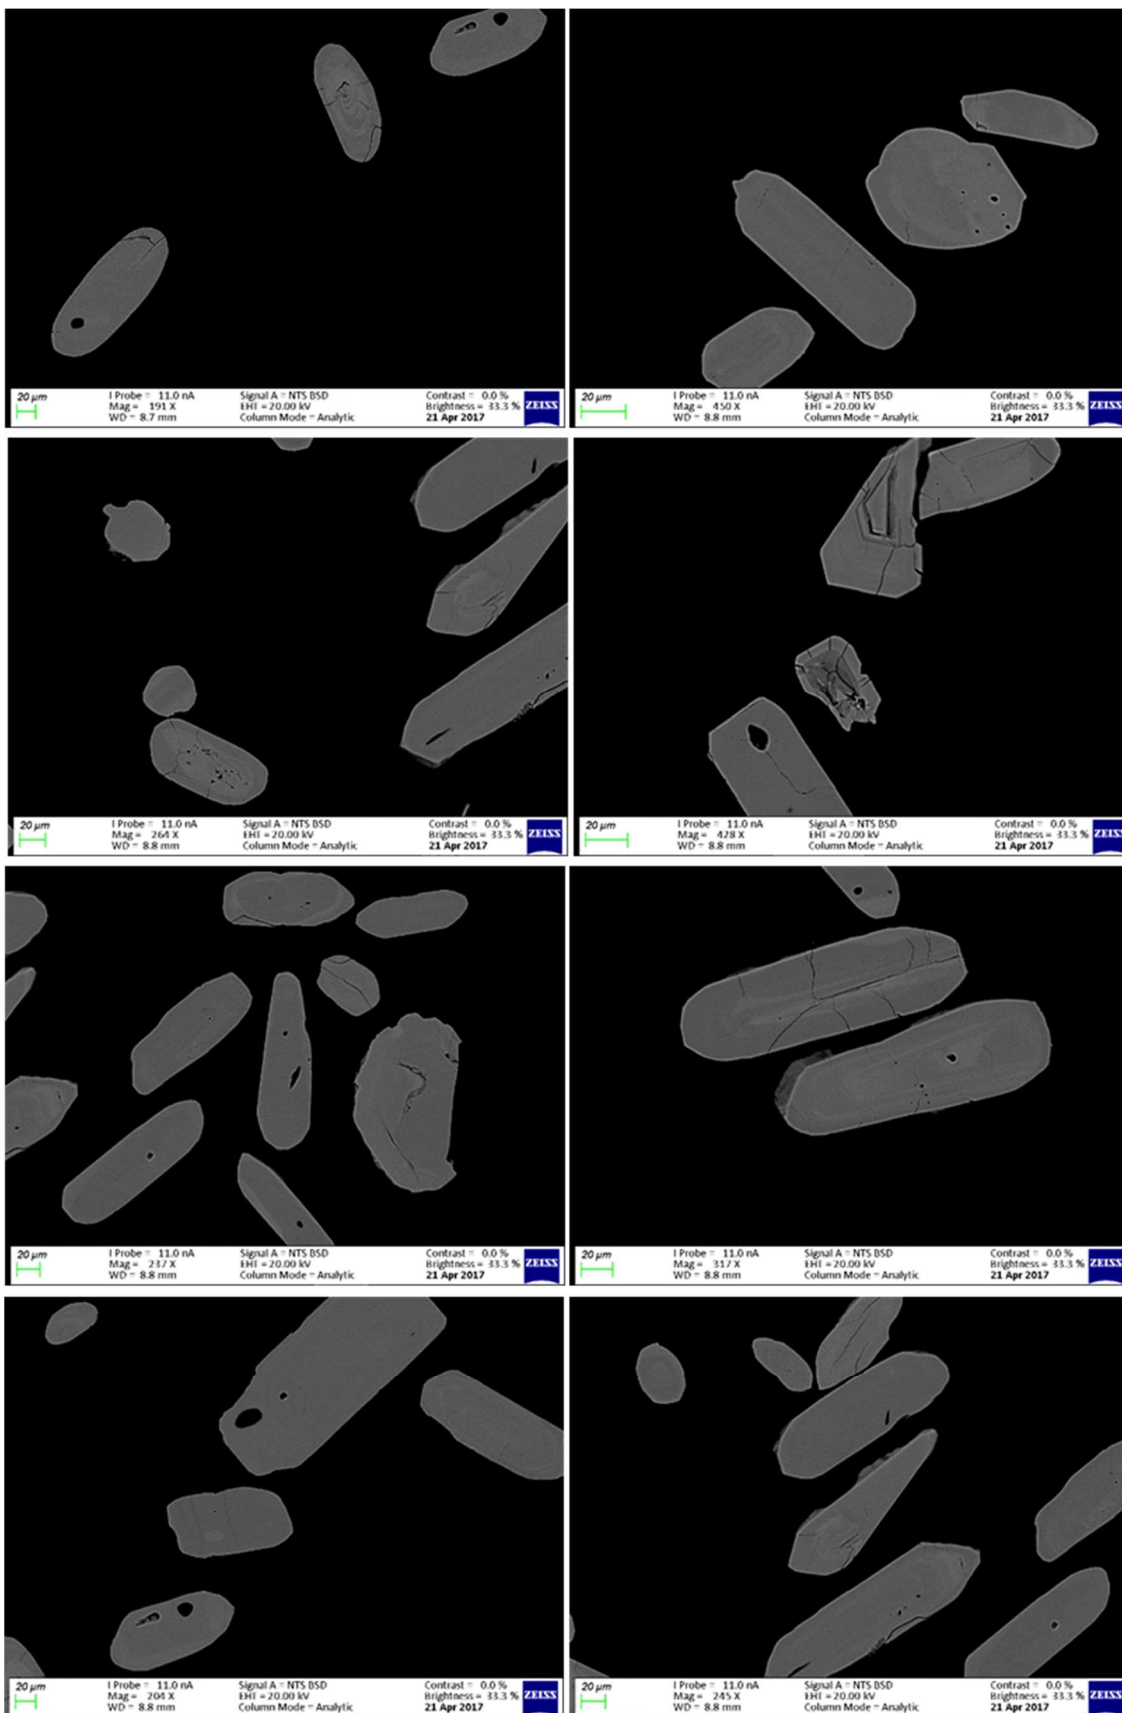 20 µm
I Probe = 11.0 nA Signal A = NTS BSD Contrast = 0.0 %
Mag = 191 X EHT = 20.00 kV Brightness = 33.3 %
WD = 8.7 mm Column Mode = Analytic 21 Apr 2017
ZEISS
20 µm
I Probe = 11.0 nA Signal A = NTS BSD Contrast = 0.0 %
Mag = 450 X EHT = 20.00 kV Brightness = 33.3 %
WD = 8.8 mm Column Mode = Analytic 21 Apr 2017
ZEISS
20 µm
I Probe = 11.0 nA Signal A = NTS BSD Contrast = 0.0 %
Mag = 264 X EHT = 20.00 kV Brightness = 33.3 %
WD = 8.8 mm Column Mode = Analytic 21 Apr 2017
ZEISS
20 µm
I Probe = 11.0 nA Signal A = NTS BSD Contrast = 0.0 %
Mag = 428 X EHT = 20.00 kV Brightness = 33.3 %
WD = 8.8 mm Column Mode = Analytic 21 Apr 2017
ZEISS
20 µm
I Probe = 11.0 nA Signal A = NTS BSD Contrast = 0.0 %
Mag = 237 X EHT = 20.00 kV Brightness = 33.3 %
WD = 8.8 mm Column Mode = Analytic 21 Apr 2017
ZEISS
20 µm
I Probe = 11.0 nA Signal A = NTS BSD Contrast = 0.0 %
Mag = 317 X EHT = 20.00 kV Brightness = 33.3 %
WD = 8.8 mm Column Mode = Analytic 21 Apr 2017
ZEISS
20 µm
I Probe = 11.0 nA Signal A = NTS BSD Contrast = 0.0 %
Mag = 204 X EHT = 20.00 kV Brightness = 33.3 %
WD = 8.8 mm Column Mode = Analytic 21 Apr 2017
ZEISS
20 µm
I Probe = 11.0 nA Signal A = NTS BSD Contrast = 0.0 %
Mag = 245 X EHT = 20.00 kV Brightness = 33.3 %
WD = 8.8 mm Column Mode = Analytic 21 Apr 2017
ZEISS